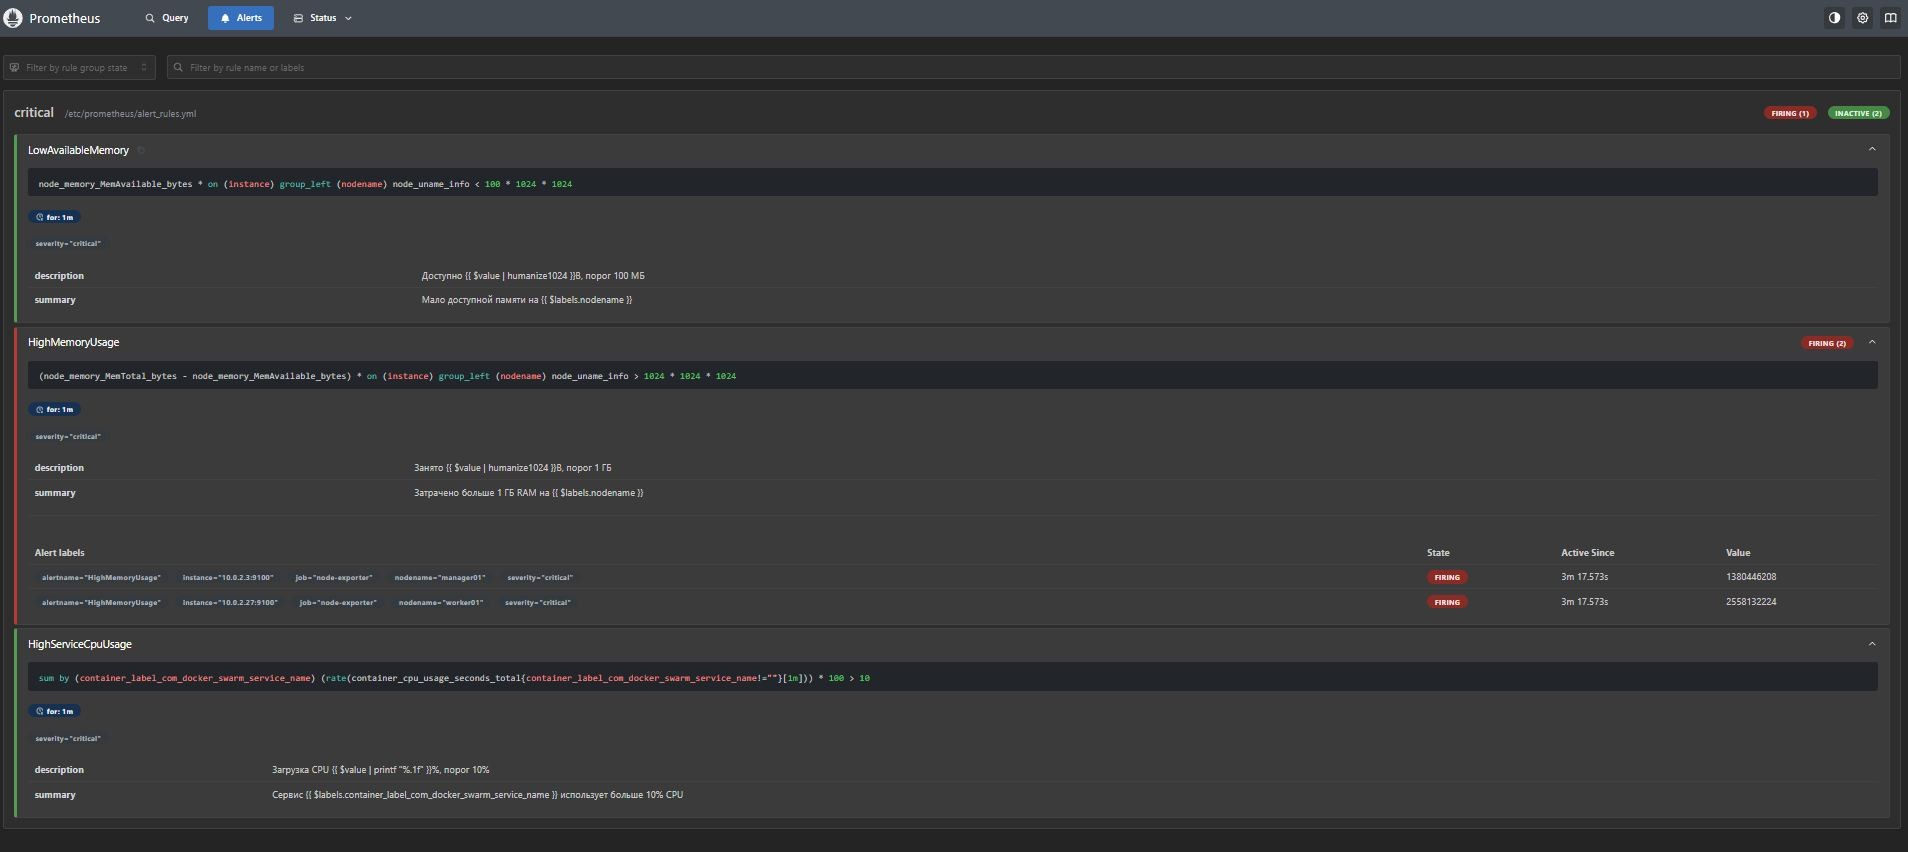 Prometheus Query Alerts Status
Filter by rule group state Filter by rule name or labels
critical /etc/prometheus/alert_rules.yml FIRING (1) INACTIVE (2)
LowAvailableMemory
node_memory_MemAvailable_bytes * on (instance) group_left (nodename) node_uname_info < 100 * 1024 * 1024
for: 1m
severity="critical"
description Доступно {{ $value | humanize1024 }}B, порог 100 МБ
summary Мало доступной памяти на {{ $labels.nodename }}
HighMemoryUsage FIRING (2)
(node_memory_MemTotal_bytes - node_memory_MemAvailable_bytes) * on (instance) group_left (nodename) node_uname_info > 1024 * 1024 * 1024
for: 1m
severity="critical"
description Занято {{ $value | humanize1024 }}B, порог 1 ГБ
summary Затрачено больше 1 ГБ RAM на {{ $labels.nodename }}
Alert labels State Active Since Value
alertname="HighMemoryUsage" instance="10.0.2.3:9100" job="node-exporter" nodename="manager01" severity="critical" FIRING 3m 17.573s 1380446208
alertname="HighMemoryUsage" instance="10.0.2.27:9100" job="node-exporter" nodename="worker01" severity="critical" FIRING 3m 17.573s 2558132224
HighServiceCpuUsage
sum by (container_label_com_docker_swarm_service_name) (rate(container_cpu_usage_seconds_total{container_label_com_docker_swarm_service_name!=""}[1m])) * 100 > 10
for: 1m
severity="critical"
description Загрузка CPU {{ $value | printf "%.1f" }}%, порог 10%
summary Сервис {{ $labels.container_label_com_docker_swarm_service_name }} использует больше 10% CPU